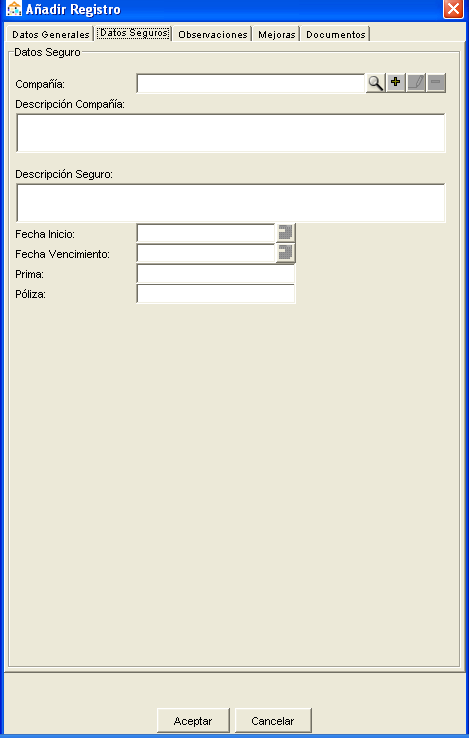 Añadir Registro
Datos Generales Datos Seguros Observaciones Mejoras Documentos
Datos Seguro
Compañía:
Descripción Compañía:
Descripción Seguro:
Fecha Inicio:
Fecha Vencimiento:
Prima:
Póliza:
Aceptar Cancelar